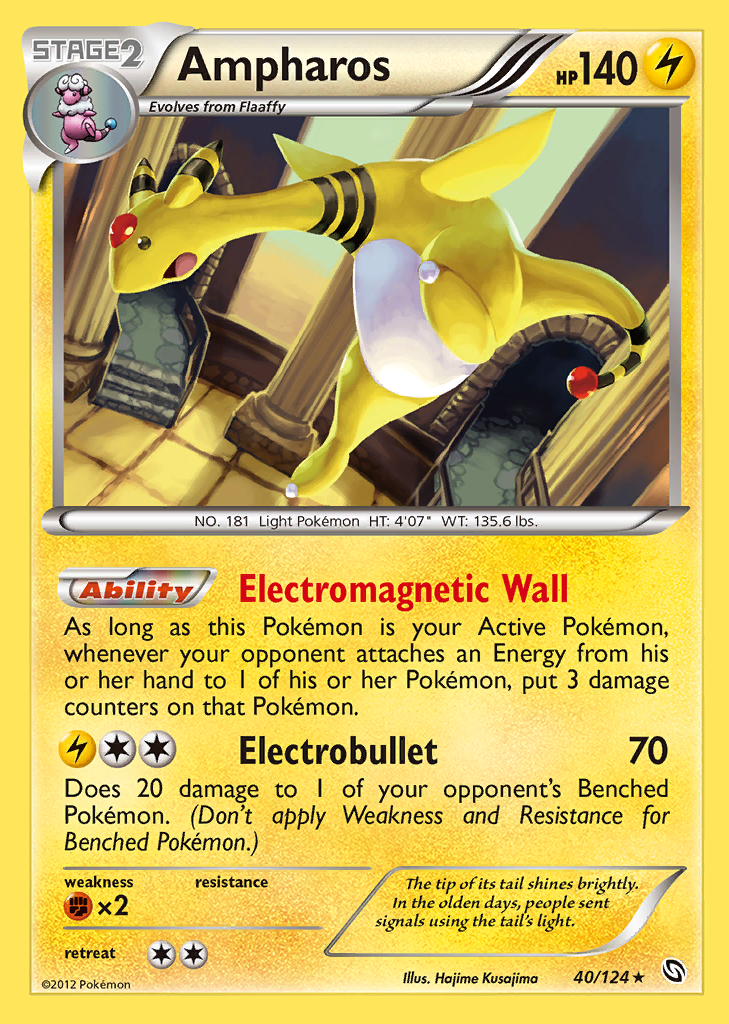 STAGE2
Ampharos
HP140
Evolves from Flaaffy
NO. 181 Light Pokémon HT: 4'07" WT: 135.6 lbs.
Ability Electromagnetic Wall
As long as this Pokémon is your Active Pokémon,
whenever your opponent attaches an Energy from his
or her hand to 1 of his or her Pokémon, put 3 damage
counters on that Pokémon.
Electrobullet 70
Does 20 damage to 1 of your opponent's Benched
Pokémon. (Don't apply Weakness and Resistance for
Benched Pokémon.)
weakness resistance
×2
retreat
The tip of its tail shines brightly.
In the olden days, people sent
signals using the tail's light.
©2012 Pokémon
Illus. Hajime Kusajima
40/124 ★